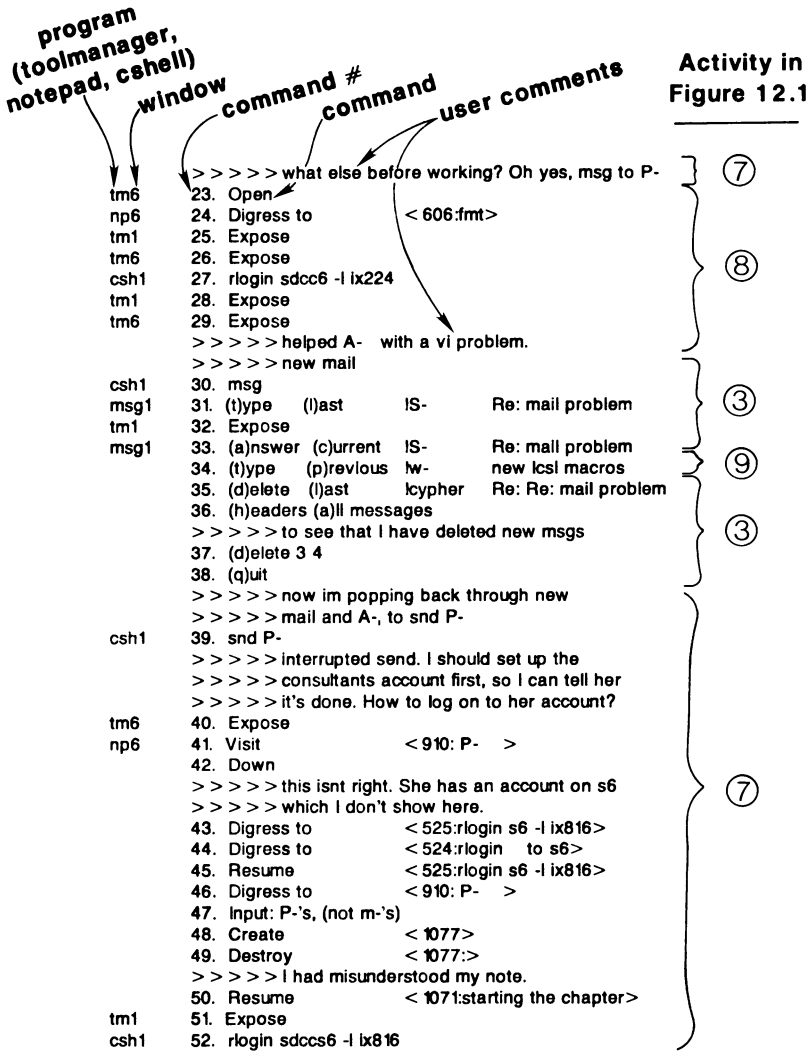 program
(toolmanager,
notepad, cshell)
window
command #
command
user comments
Activity in
Figure 12.1
> > > > > what else before working? Oh yes, msg to P- ⑦
tm6 23. Open
np6 24. Digress to < 606:fmt>
tm1 25. Expose
tm6 26. Expose ⑧
csh1 27. rlogin sdcc6 -l ix224
tm1 28. Expose
tm6 29. Expose
> > > > > helped A- with a vi problem.
> > > > > new mail
csh1 30. msg
msg1 31. (t)ype (l)ast !S- Re: mail problem ③
tm1 32. Expose
msg1 33. (a)nswer (c)urrent !S- Re: mail problem
34. (t)ype (p)revious !w- new lcsl macros ⑨
35. (d)elete (l)ast !cypher Re: Re: mail problem
36. (h)eaders (a)ll messages
> > > > > to see that I have deleted new msgs ③
37. (d)elete 3 4
38. (q)uit
> > > > > now im popping back through new
> > > > > mail and A-, to snd P-
csh1 39. snd P-
> > > > > interrupted send. I should set up the
> > > > > consultants account first, so I can tell her
> > > > > it's done. How to log on to her account?
tm6 40. Expose
np6 41. Visit < 910: P- >
42. Down
> > > > > this isnt right. She has an account on s6 ⑦
> > > > > which I don't show here.
43. Digress to < 525:rlogin s6 -l ix816>
44. Digress to < 524:rlogin to s6>
45. Resume < 525:rlogin s6 -l ix816>
46. Digress to < 910: P- >
47. Input: P-'s, (not m-'s)
48. Create < 1077>
49. Destroy < 1077:>
> > > > > I had misunderstood my note.
50. Resume < 1071:starting the chapter>
tm1 51. Expose
csh1 52. rlogin sdccs6 -l ix816